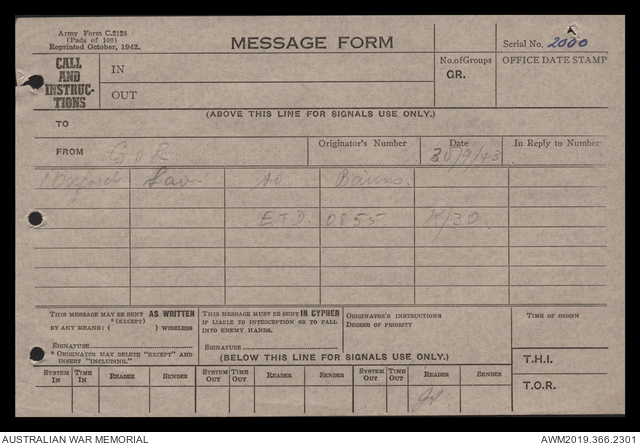 Army Form C.2128
(Pads of 100)
Reprinted October, 1942.
MESSAGE FORM
A
Serial No. 2000
CALL AND INSTRUC-TIONS
IN
OUT
No. of Groups
GR.
OFFICE DATE STAMP
(ABOVE THIS LINE FOR SIGNALS USE ONLY.)
TO
FROM
Originator's Number
Date
30/9/43
In Reply to Number
1 Oxford
ETD. 0855
THIS MESSAGE MAY BE SENT AS WRITTEN
*(EXCEPT)
BY ANY MEANS: ( ) WIRELESS
SIGNATURE
* ORIGINATOR MAY DELETE "EXCEPT" AND
INSERT "INCLUDING."
THIS MESSAGE MUST BE SENT IN CYPHER
IF LIABLE TO INTERCEPTION OR TO FALL
INTO ENEMY HANDS.
SIGNATURE
ORIGINATOR'S INSTRUCTIONS
DEGREE OF PRIORITY
TIME OF ORIGIN
T.H.I.
T.O.R.
(BELOW THIS LINE FOR SIGNALS USE ONLY.)
SYSTEM IN TIME IN READER SENDER SYSTEM OUT TIME OUT READER SENDER SYSTEM OUT TIME OUT READER SENDER
AUSTRALIAN WAR MEMORIAL
AWM2019.366.2301